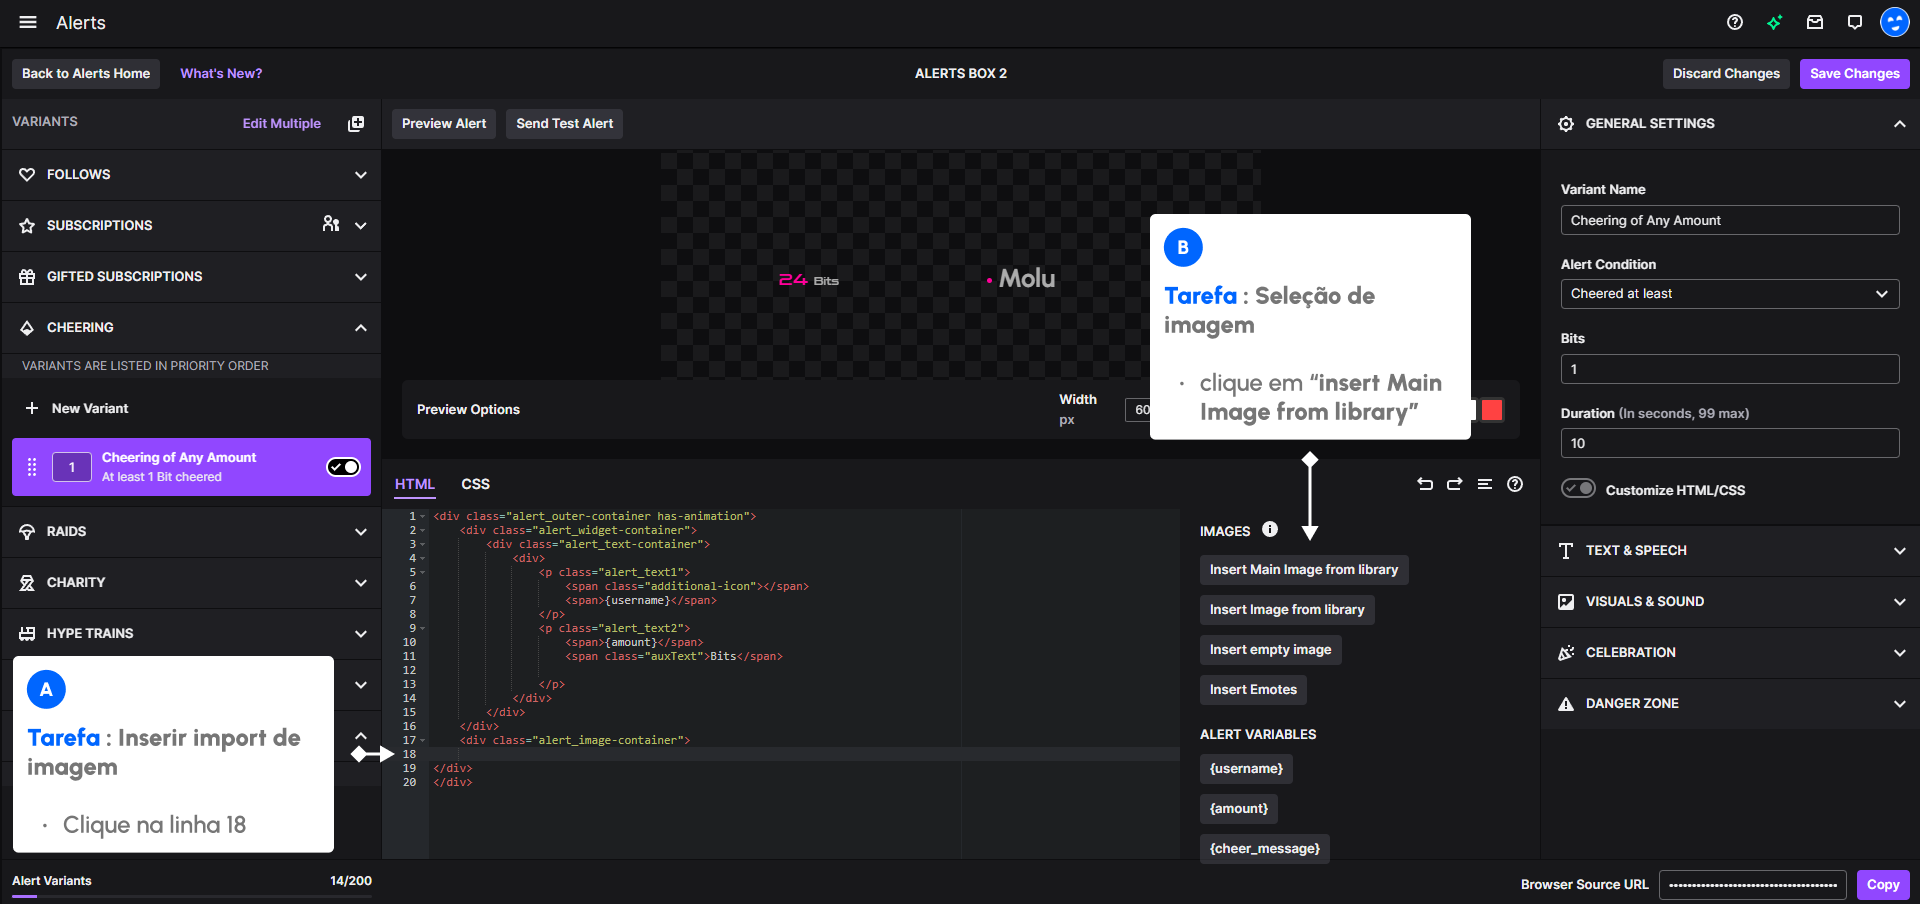 Alerts
Back to Alerts Home
What's New?
ALERTS BOX 2
Discard Changes
Save Changes
VARIANTS
Edit Multiple
FOLLOWS
SUBSCRIPTIONS
GIFTED SUBSCRIPTIONS
CHEERING
VARIANTS ARE LISTED IN PRIORITY ORDER
New Variant
1
Cheering of Any Amount
At least 1 Bit cheered
RAIDS
CHARITY
HYPE TRAINS
A
Tarefa : Inserir import de
imagem
· Clique na linha 18
Alert Variants
14/200
Preview Alert
Send Test Alert
24 Bits
• Molu
Preview Options
Width
px
60
B
Tarefa : Seleção de
imagem
· clique em “insert Main
Image from library”
HTML
CSS
1 <div class="alert_outer-container has-animation">
2 <div class="alert_widget-container">
3 <div class="alert_text-container">
4 <div>
5 <p class="alert_text1">
6 <span class="additional-icon"></span>
7 <span>{username}</span>
8 </p>
9 <p class="alert_text2">
10 <span>{amount}</span>
11 <span class="auxText">Bits</span>
12
13 </p>
14 </div>
15 </div>
16 </div>
17 <div class="alert_image-container">
18
19 </div>
20 </div>
IMAGES
Insert Main Image from library
Insert Image from library
Insert empty image
Insert Emotes
ALERT VARIABLES
{username}
{amount}
{cheer_message}
GENERAL SETTINGS
Variant Name
Cheering of Any Amount
Alert Condition
Cheered at least
Bits
1
Duration (In seconds, 99 max)
10
Customize HTML/CSS
TEXT & SPEECH
VISUALS & SOUND
CELEBRATION
DANGER ZONE
Browser Source URL
Copy